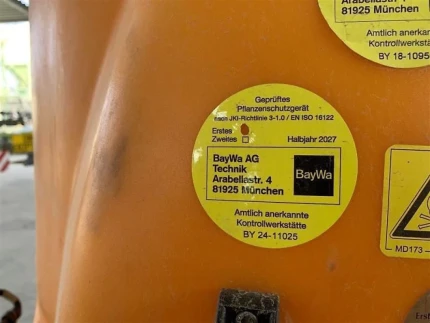 Arabellastr. 4
81925 München
Amtlich anerkannte
Kontrollwerkstätte
BY 18-1095
Geprüftes
Pflanzenschutzgerät
nach JKI-Richtlinie 3-1.0 / EN ISO 16122
Erstes
Zweites Halbjahr 2027
BayWa AG
Technik
Arabellastr. 4
81925 München
BayWa
Amtlich anerkannte
Kontrollwerkstätte
BY 24-11025
MD173